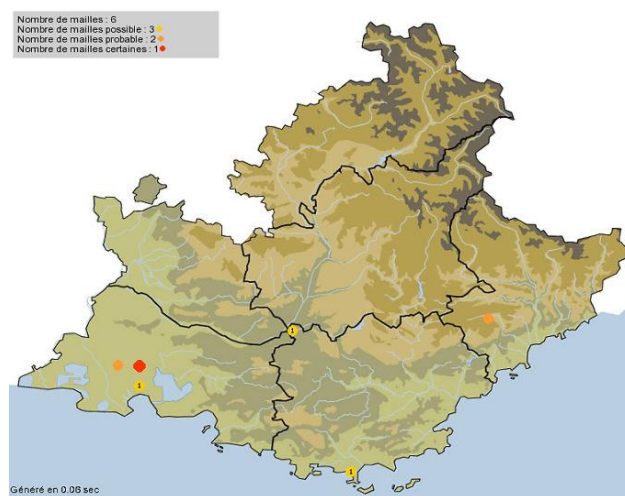 Nombre de mailles : 6
Nombre de mailles possible : 3
Nombre de mailles probable : 2
Nombre de mailles certaines : 1
1
1
1
Généré en 0.06 sec